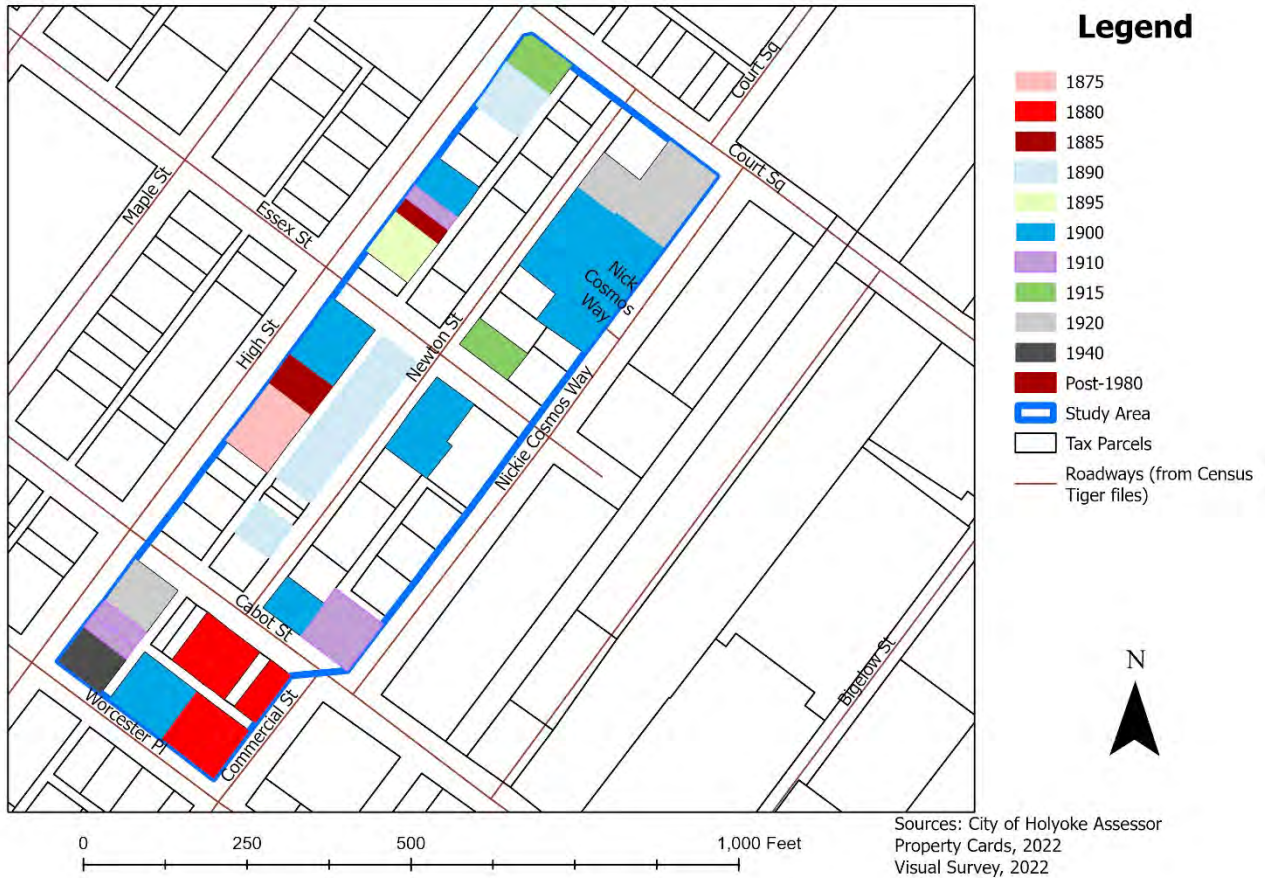 Legend
1875
1880
1885
1890
1895
1900
1910
1915
1920
1940
Post-1980
Study Area
Tax Parcels
Roadways (from Census
Tiger files)
Court Sq
Court Sq
Maple St
Essex St
High St
Newton St
Nick
Cosmos
Way
Nickie Cosmos Way
Cabot St
Worcester Pl
Commercial St
Bigelow St
N
0 250 500 1,000 Feet
Sources: City of Holyoke Assessor
Property Cards, 2022
Visual Survey, 2022